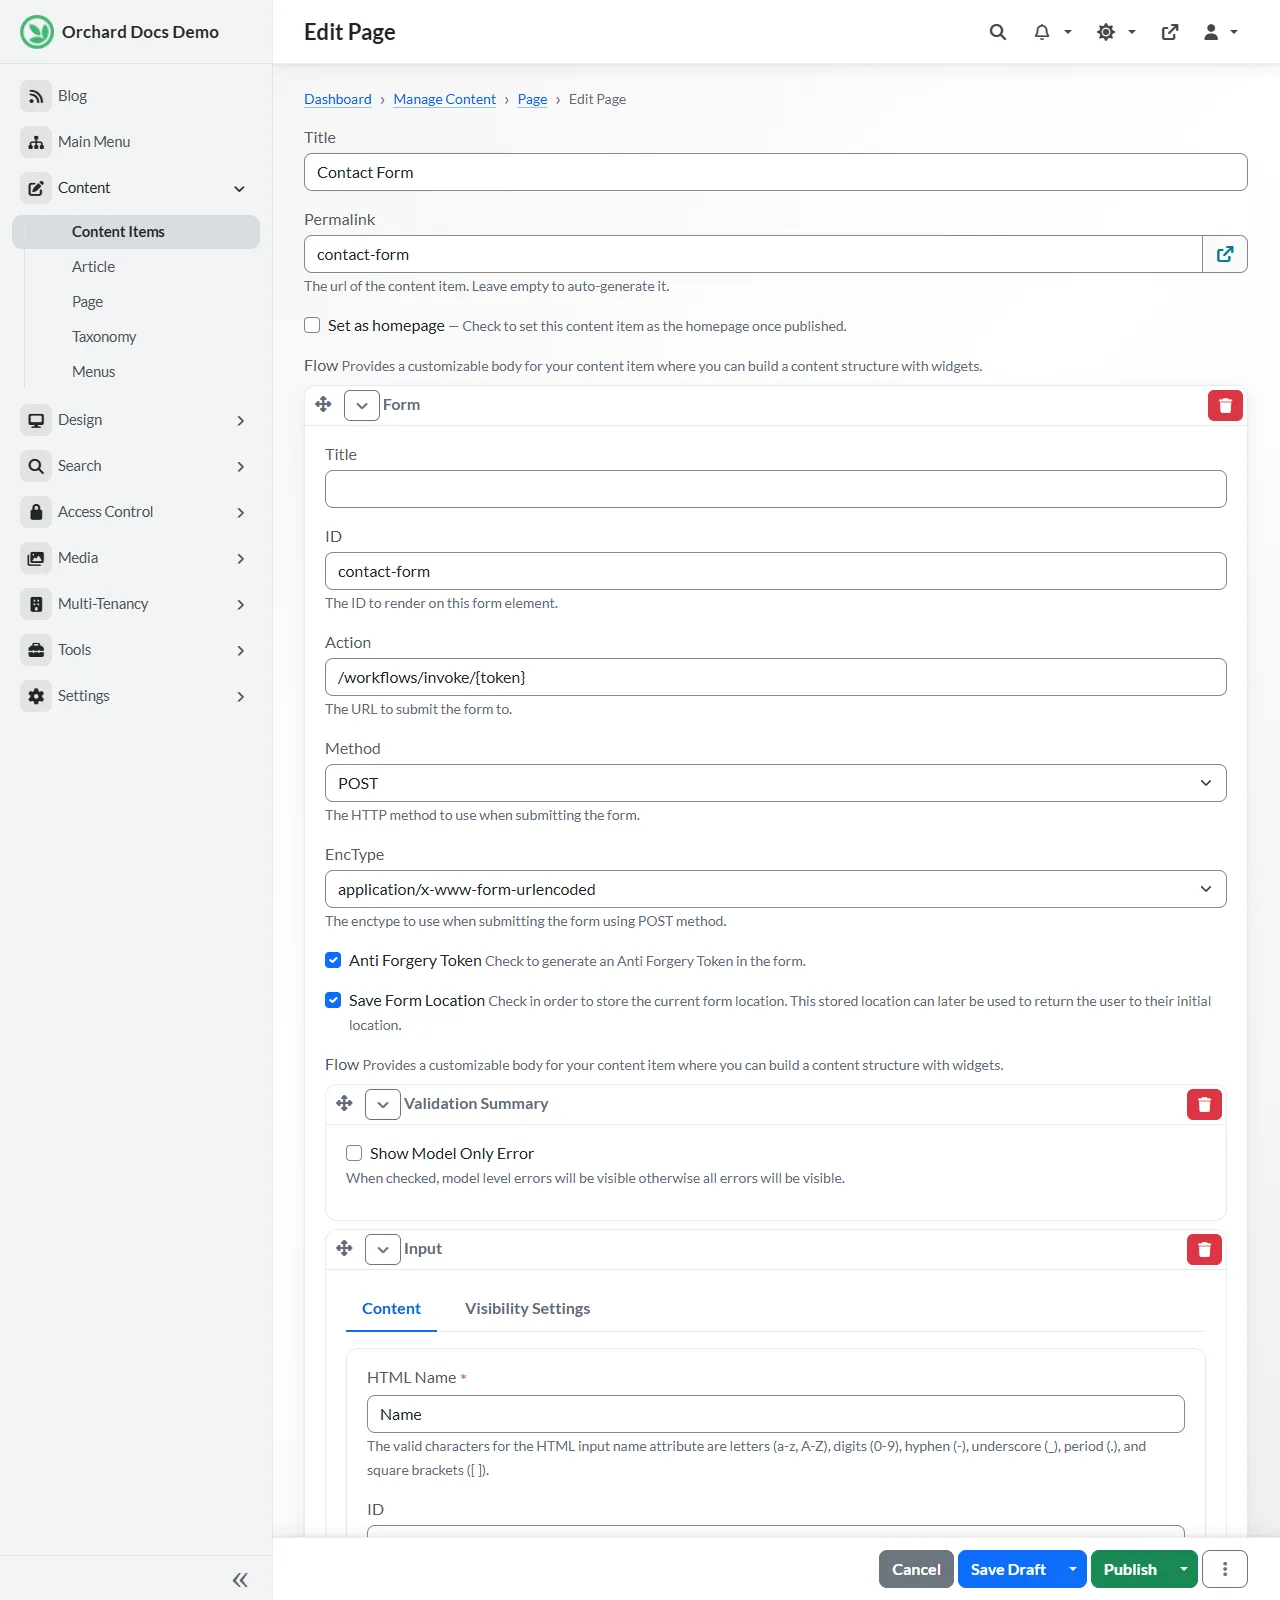 Orchard Docs Demo
Edit Page
Blog
Main Menu
Content
Content Items
Article
Page
Taxonomy
Menus
Design
Search
Access Control
Media
Multi-Tenancy
Tools
Settings
Dashboard › Manage Content › Page › Edit Page
Title
Contact Form
Permalink
contact-form
The url of the content item. Leave empty to auto-generate it.
Set as homepage — Check to set this content item as the homepage once published.
Flow Provides a customizable body for your content item where you can build a content structure with widgets.
Form
Title
ID
contact-form
The ID to render on this form element.
Action
/workflows/invoke/{token}
The URL to submit the form to.
Method
POST
The HTTP method to use when submitting the form.
EncType
application/x-www-form-urlencoded
The enctype to use when submitting the form using POST method.
Anti Forgery Token Check to generate an Anti Forgery Token in the form.
Save Form Location Check in order to store the current form location. This stored location can later be used to return the user to their initial
location.
Flow Provides a customizable body for your content item where you can build a content structure with widgets.
Validation Summary
Show Model Only Error
When checked, model level errors will be visible otherwise all errors will be visible.
Input
Content Visibility Settings
HTML Name *
Name
The valid characters for the HTML input name attribute are letters (a-z, A-Z), digits (0-9), hyphen (-), underscore (_), period (.), and
square brackets ([ ]).
ID
Cancel Save Draft Publish